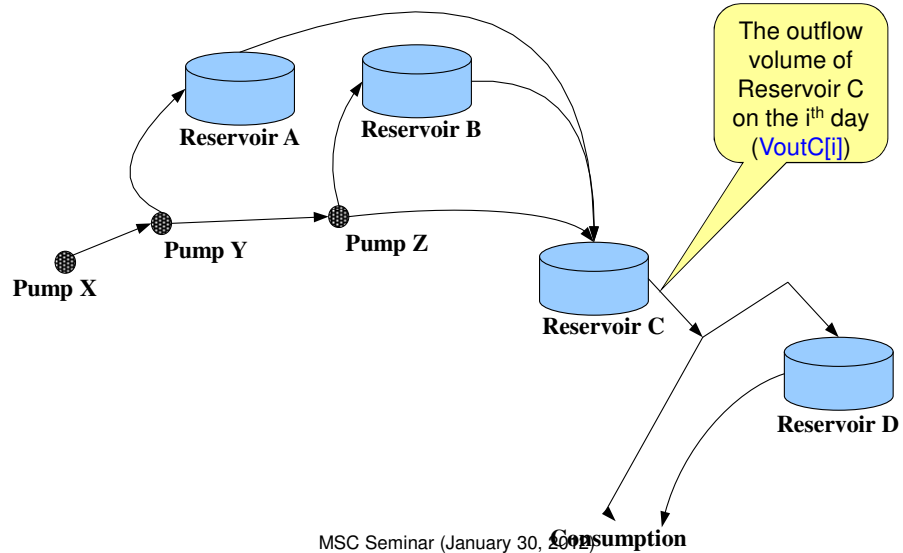 The outflow
volume of
Reservoir C
on the iᵗʰ day
(VoutC[i])
Reservoir A
Reservoir B
Pump Y
Pump Z
Pump X
Reservoir C
Reservoir D
Consumption
MSC Seminar (January 30, 2012)